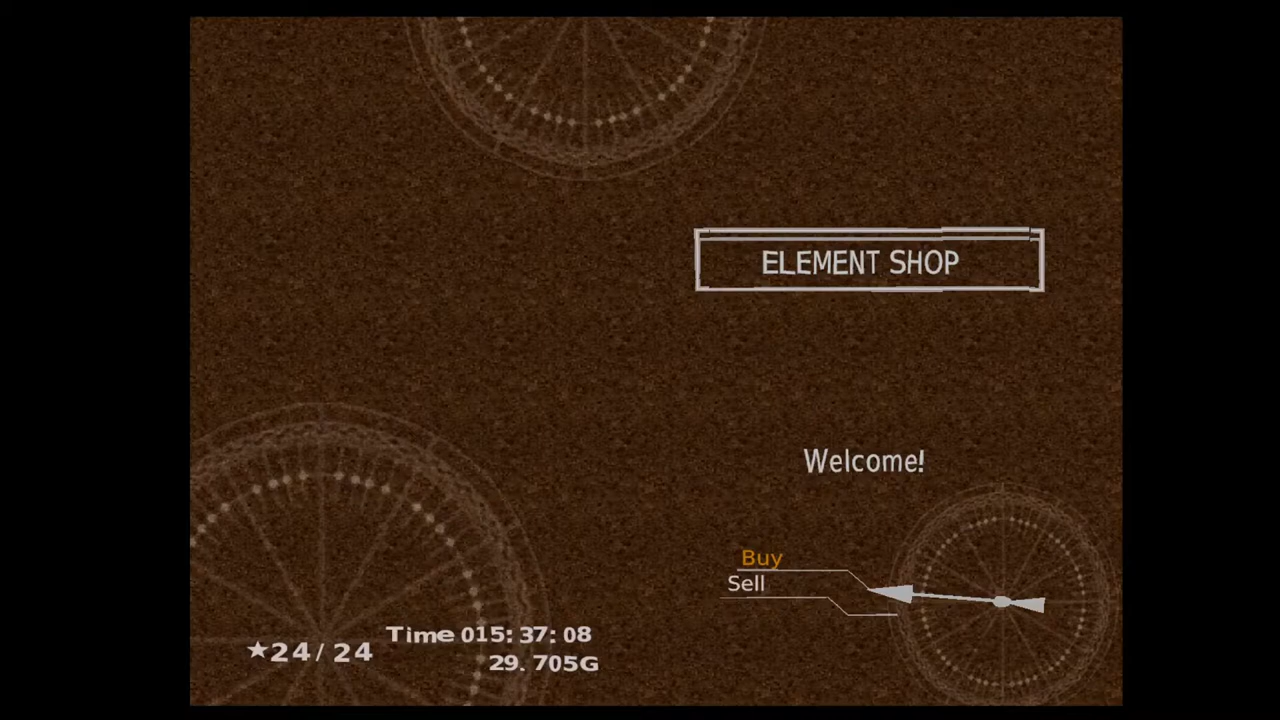 ELEMENT SHOP
Welcome!
Buy
Sell
Time 015: 37: 08
★24/ 24
29. 705G